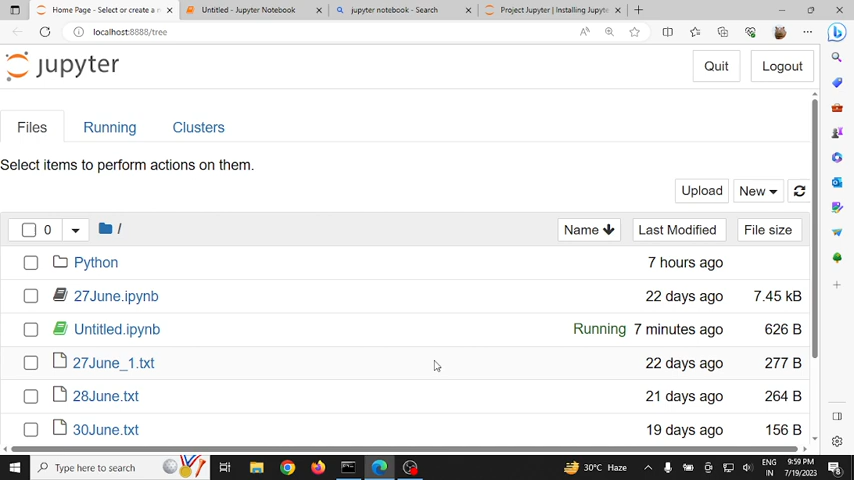 Home Page - Select or create a n
Untitled - Jupyter Notebook
jupyter notebook - Search
Project Jupyter | Installing Jupyte
localhost:8888/tree
jupyter
Quit
Logout
Files
Running
Clusters
Select items to perform actions on them.
Upload
New
0
/
Name
Last Modified
File size
Python
7 hours ago
27June.ipynb
22 days ago
7.45 kB
Untitled.ipynb
Running
7 minutes ago
626 B
27June_1.txt
22 days ago
277 B
28June.txt
21 days ago
264 B
30June.txt
19 days ago
156 B
Type here to search
30°C Haze
ENG
IN
9:59 PM
7/19/2023
8